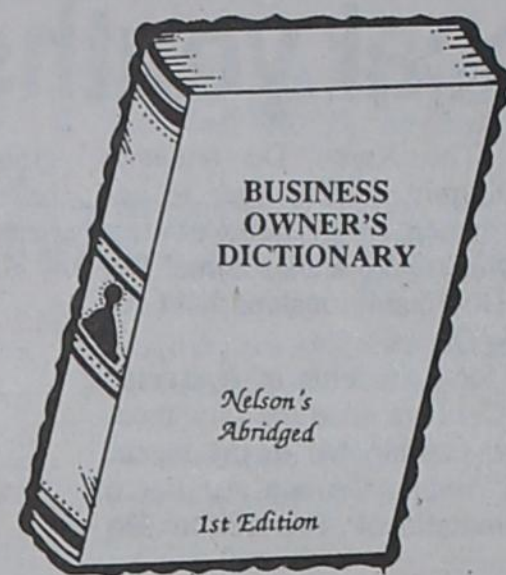 BUSINESS
OWNER'S
DICTIONARY
Nelson's
Abridged
1st Edition